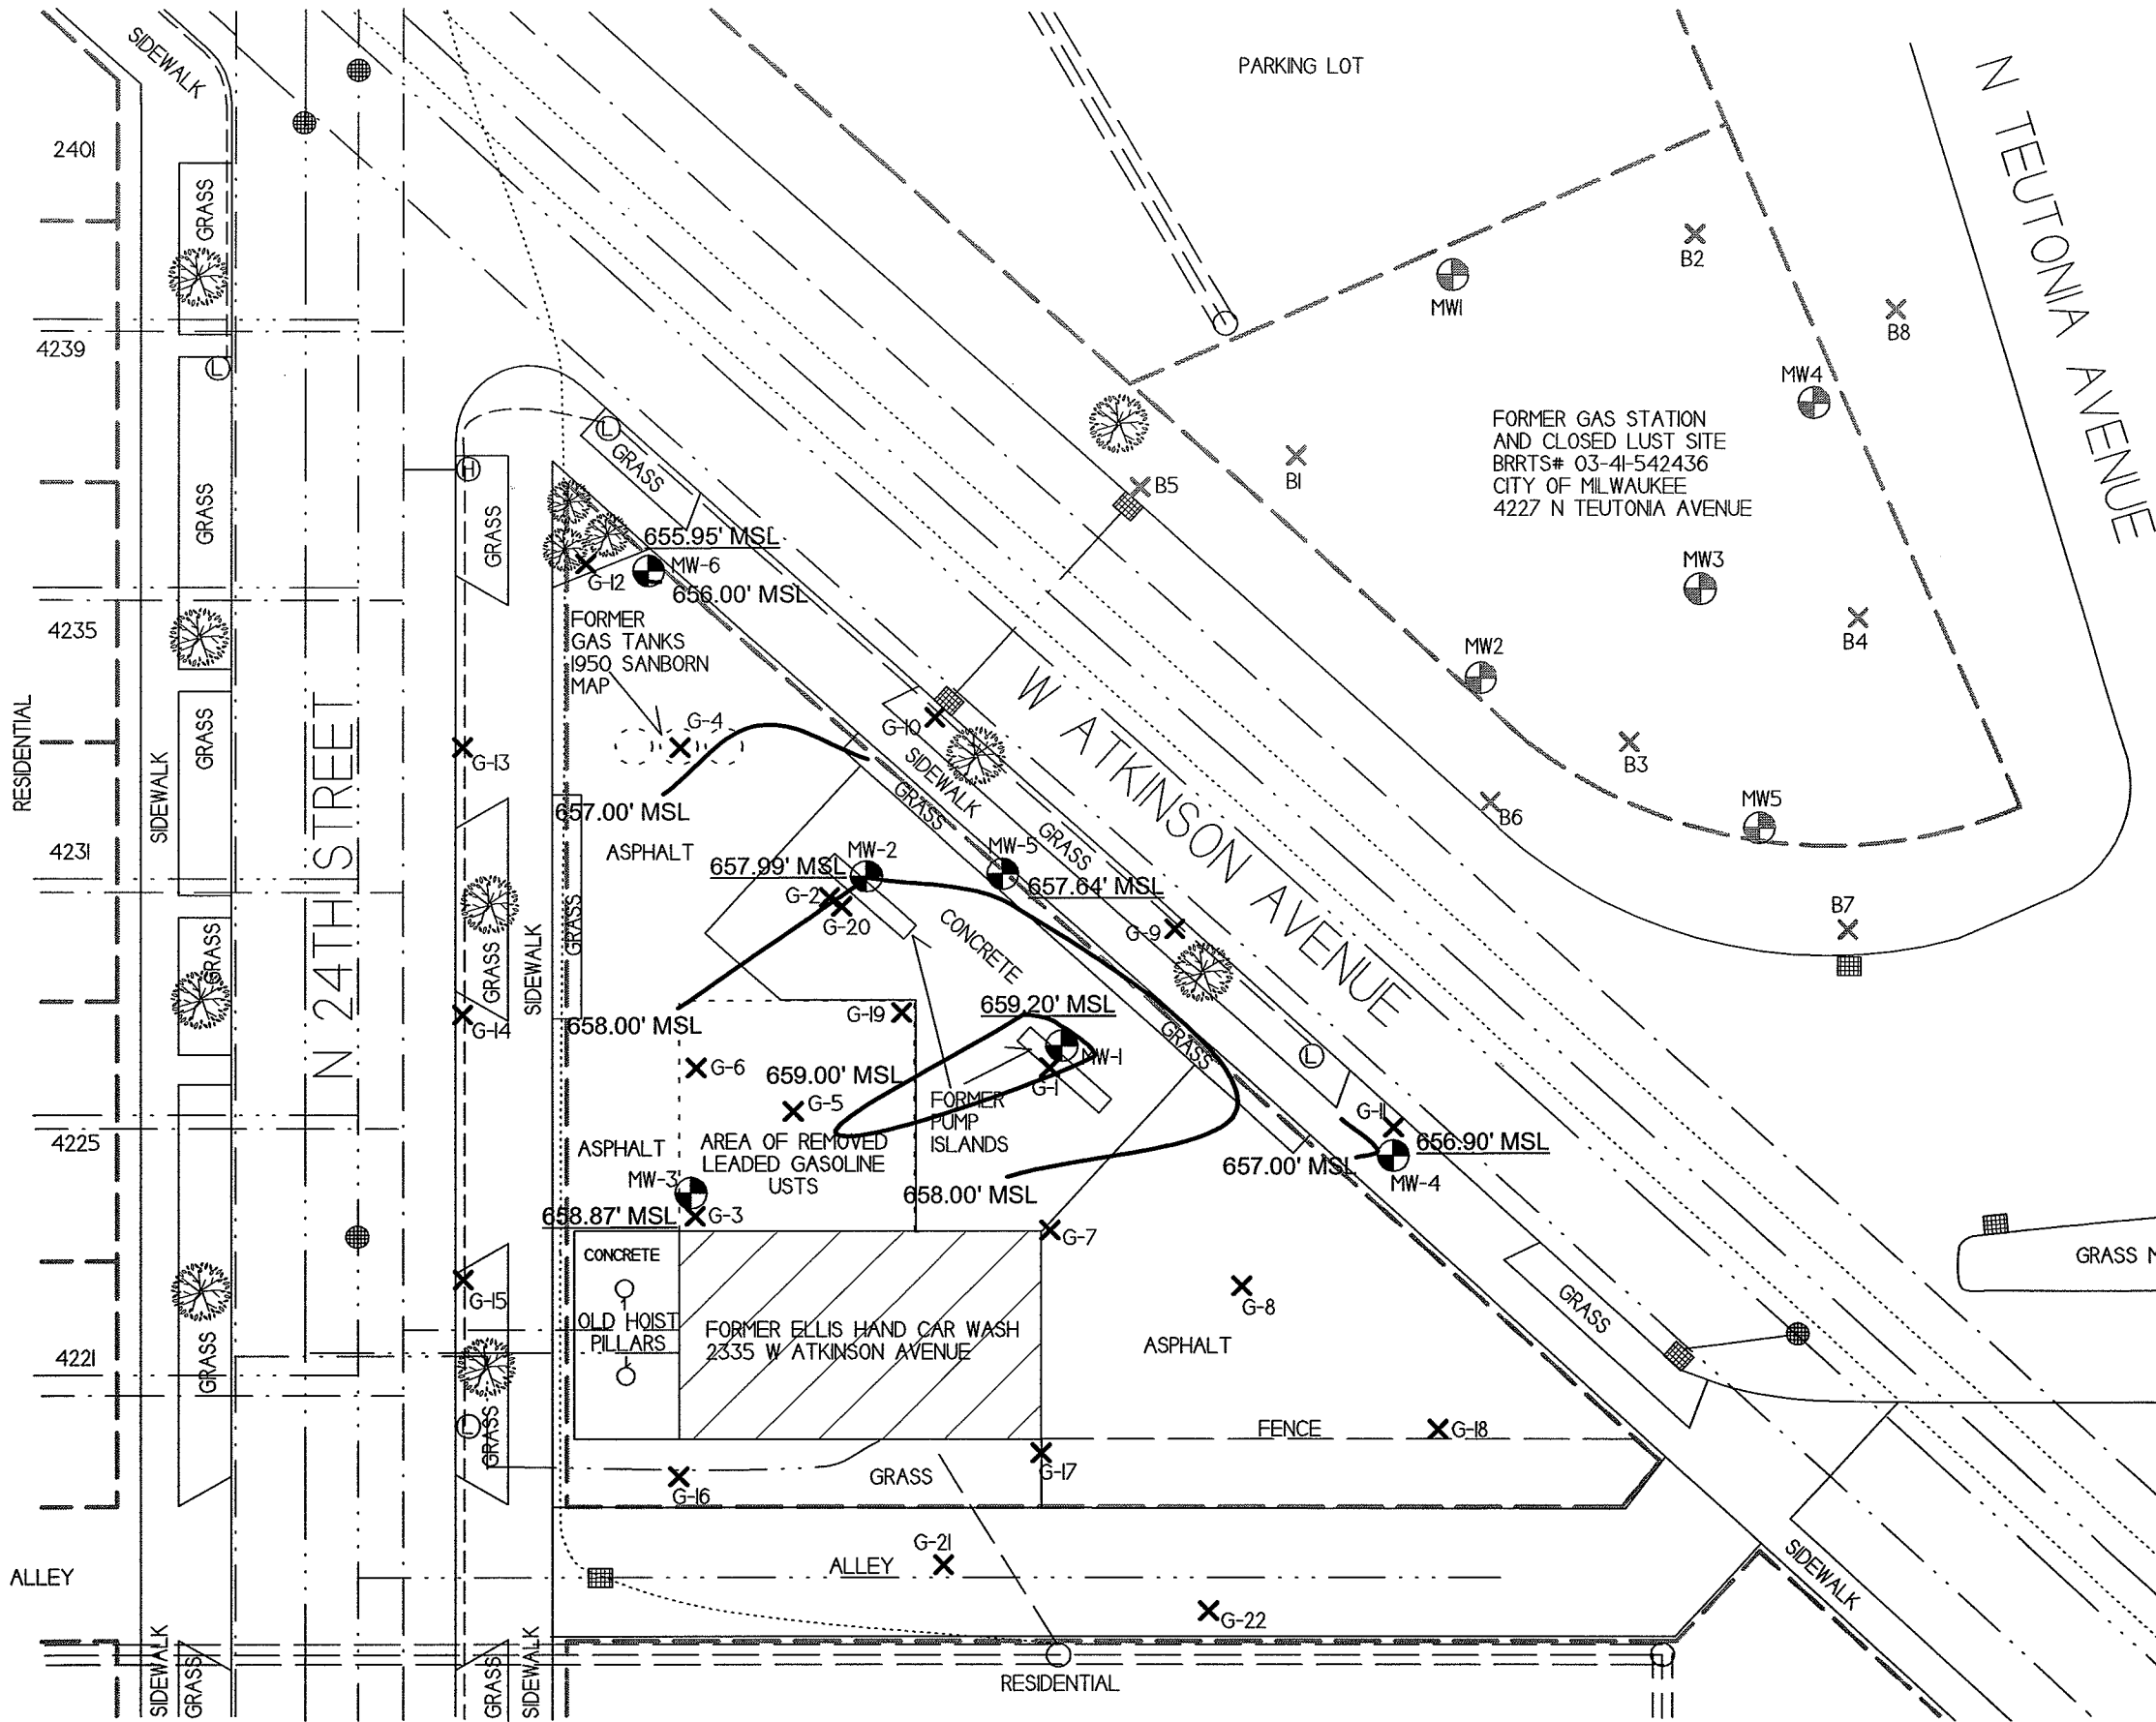 SIDEWALK
PARKING LOT
N TEUTONIA AVENUE
2401
GRASS
B2
MW1
B8
4239
MW4
FORMER GAS STATION
AND CLOSED LUST SITE
BRRTS# 03-41-542436
CITY OF MILWAUKEE
4227 N TEUTONIA AVENUE
L
L
GRASS
H
B1
B5
GRASS
GRASS
655.95' MSL
MW-6
G-12
656.00' MSL
MW3
FORMER
GAS TANKS
1950 SANBORN
MAP
4235
B4
MW2
RESIDENTIAL
SIDEWALK
GRASS
N 24TH STREET
G-13
G-4
G-10
SIDEWALK
GRASS
W ATKINSON AVENUE
B3
B6
MW5
657.00' MSL
4231
ASPHALT
657.99' MSL
MW-2
MW-5
GRASS
657.64' MSL
G-2
G-20
CONCRETE
G-9
B7
GRASS
GRASS
SIDEWALK
GRASS
G-14
658.00' MSL
G-19
659.20' MSL
MW-1
G-1
GRASS
L
G-6
659.00' MSL
G-5
FORMER
PUMP
ISLANDS
G-11
4225
ASPHALT
AREA OF REMOVED
LEADED GASOLINE
USTS
656.90' MSL
657.00' MSL
MW-4
MW-3
658.00' MSL
658.87' MSL
G-3
G-7
CONCRETE
GRASS M
G-15
G-8
GRASS
OLD HOIST
PILLARS
FORMER ELLIS HAND CAR WASH
2335 W ATKINSON AVENUE
ASPHALT
4221
GRASS
L
GRASS
FENCE
G-18
G-17
GRASS
G-16
G-21
ALLEY
ALLEY
SIDEWALK
G-22
SIDEWALK
GRASS
GRASS
SIDEWALK
RESIDENTIAL